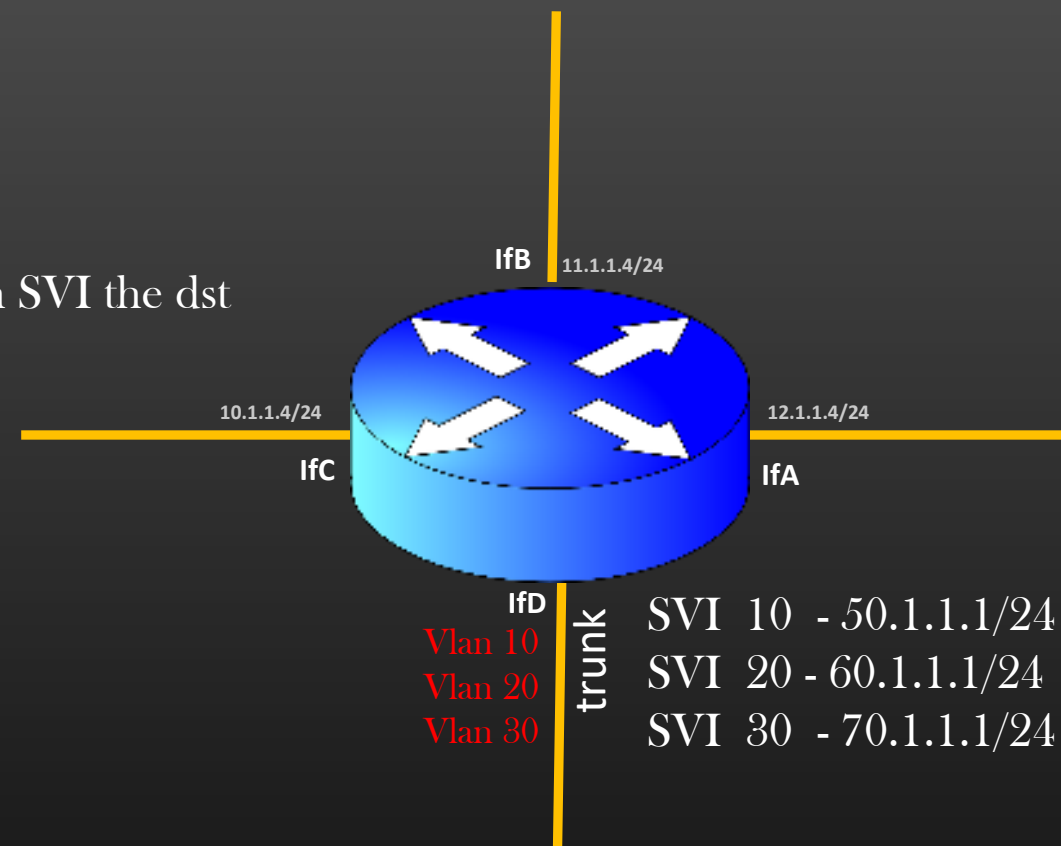 IfB
11.1.1.4/24
SVI the dst
10.1.1.4/24
12.1.1.4/24
IfC
IfA
IfD
trunk
Vlan 10
Vlan 20
Vlan 30
SVI 10 - 50.1.1.1/24
SVI 20 - 60.1.1.1/24
SVI 30 - 70.1.1.1/24